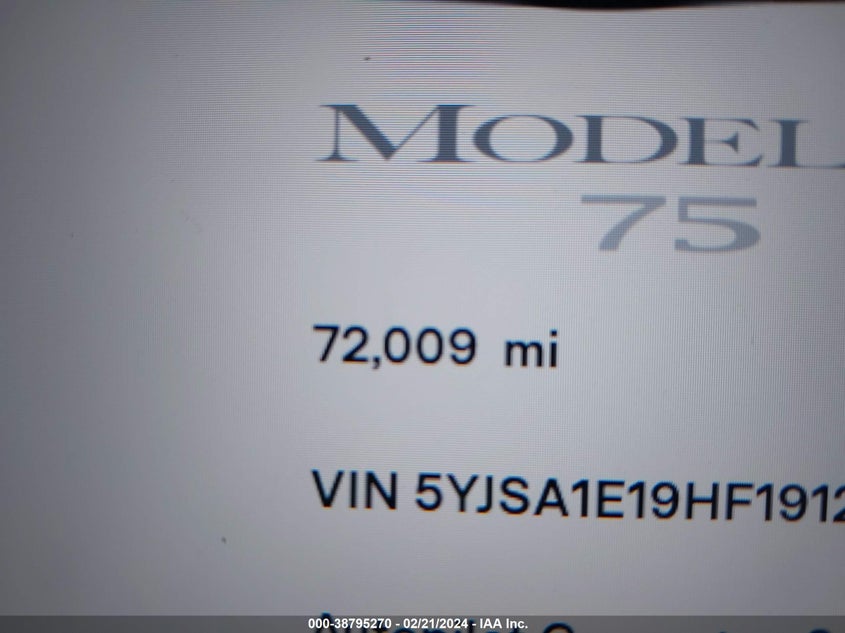 MODEL
75
72,009 mi
VIN 5YJSA1E19HF1912
000-38795270 - 02/21/2024 - IAA Inc.